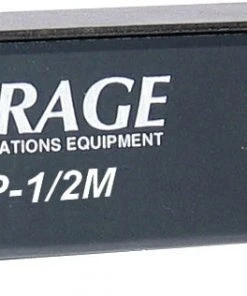 RAGE
ATIONS EQUIPMENT
P-1/2M